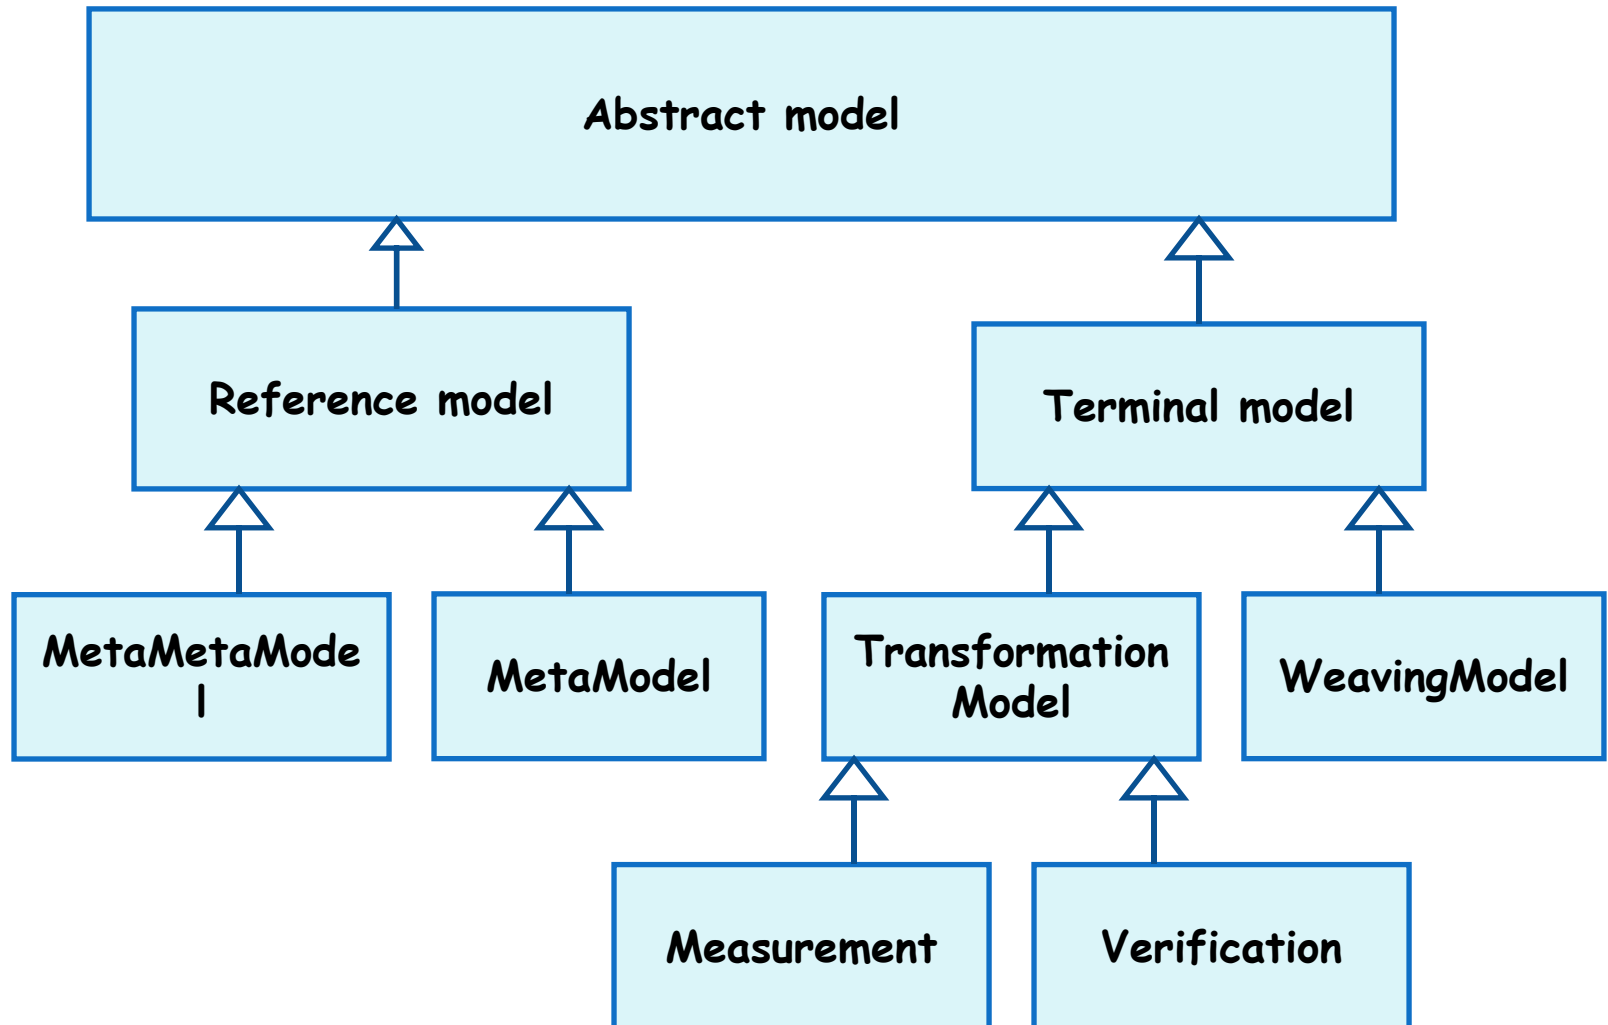 Abstract model
Reference model
Terminal model
MetaMetaMode
l
MetaModel
Transformation
Model
WeavingModel
Measurement
Verification